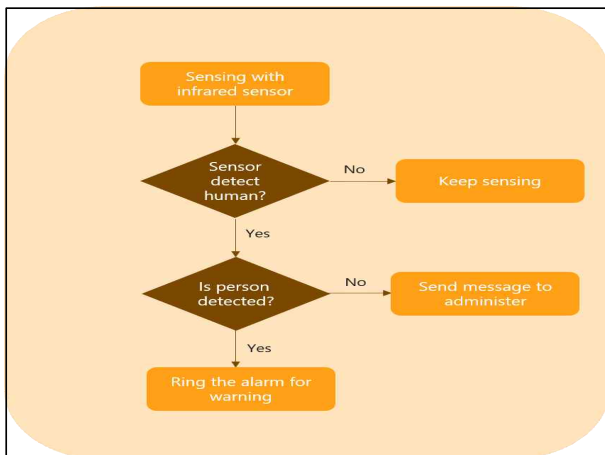 Sensing with
infrared sensor
Sensor
detect
human?
No
Keep sensing
Yes
Is person
detected?
No
Send message to
administer
Yes
Ring the alarm for
warning